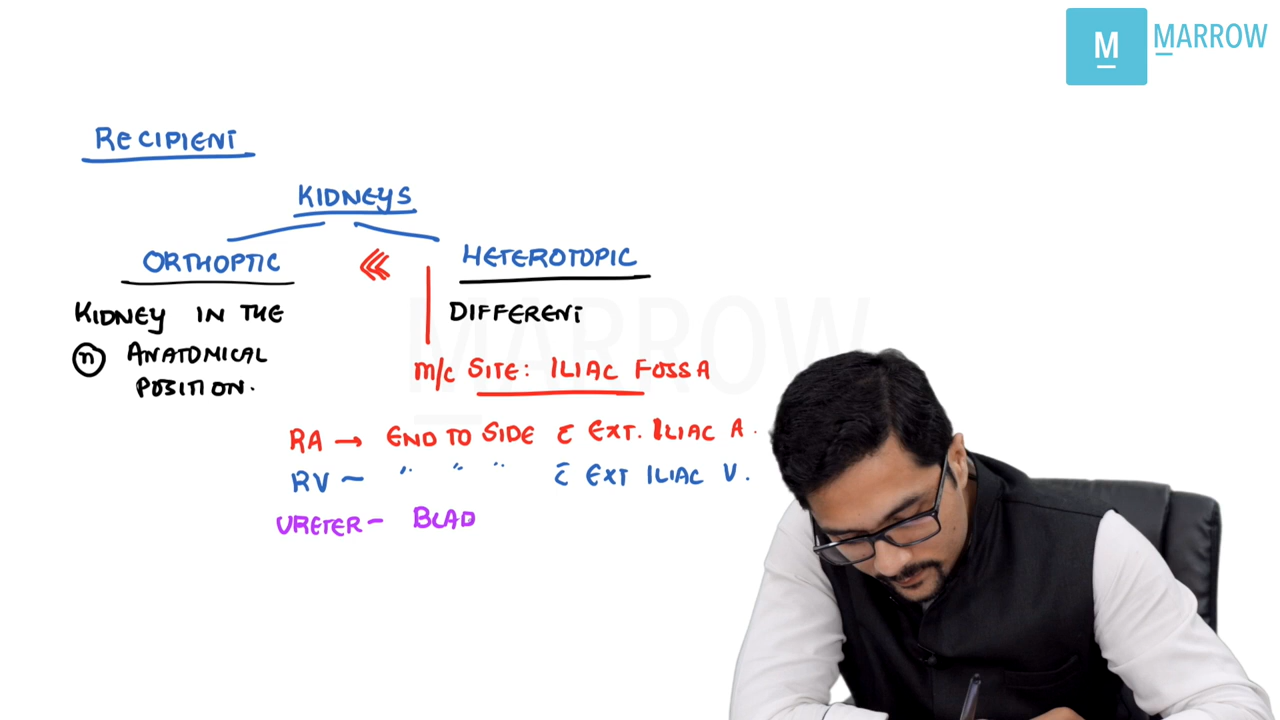 M MARROW
RECIPIENT
KIDNEYS
ORTHOPTIC <<< HETEROTOPIC
KIDNEY IN THE DIFFERENT
n ANATOMICAL
POSITION.
m/c SITE: ILIAC FOSSA
RA → END TO SIDE c̄ EXT. ILIAC A.
RV ~ " " " c̄ EXT ILIAC V.
URETER - BLAD
MARROW